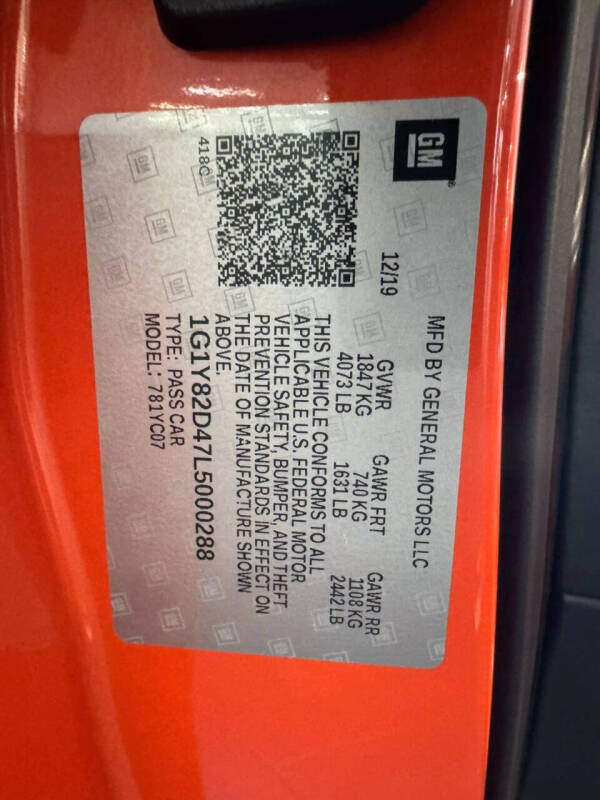 GM
MFD BY GENERAL MOTORS LLC
12/19
GVWR GAWR FRT GAWR RR
1847 KG 740 KG 1108 KG
4073 LB 1631 LB 2442 LB
THIS VEHICLE CONFORMS TO ALL
APPLICABLE U.S. FEDERAL MOTOR
VEHICLE SAFETY, BUMPER, AND THEFT
PREVENTION STANDARDS IN EFFECT ON
THE DATE OF MANUFACTURE SHOWN
ABOVE.
1G1Y82D47L5000288
TYPE: PASS CAR
MODEL: 781YC07
418C